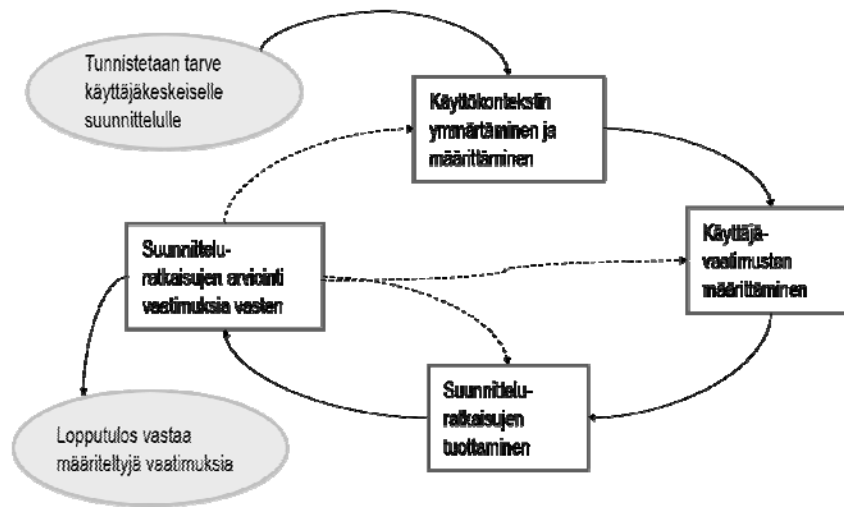 Tunnistetaan tarve
käyttäjäkeskeiselle
suunnittelulle
Käyttökontekstin
ymmärtäminen ja
määrittäminen
Käyttäjä-
vaatimusten
määrittäminen
Suunnittelu-
ratkaisujen arviointi
vaatimuksia vasten
Suunnittelu-
ratkaisujen
tuottaminen
Lopputulos vastaa
määriteltyjä vaatimuksia